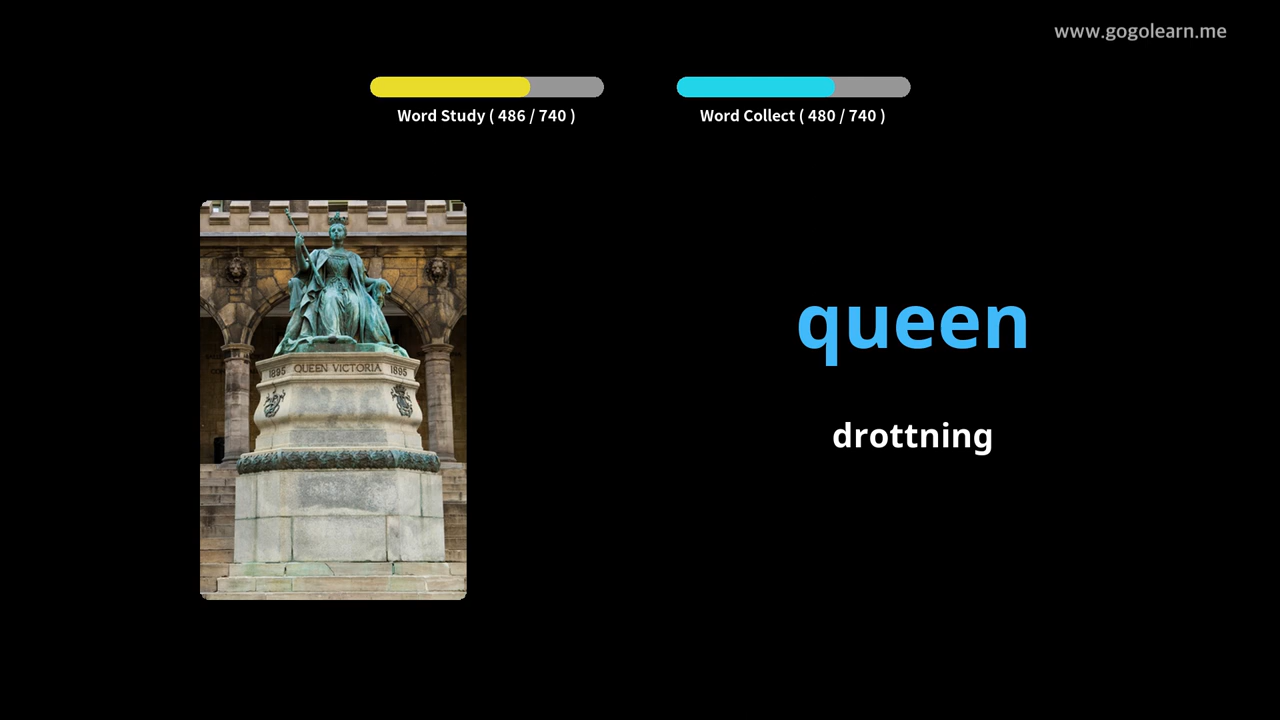 www.gogolearn.me
Word Study ( 486 / 740 )
Word Collect ( 480 / 740 )
1895 QUEEN VICTORIA 1895
queen
drottning